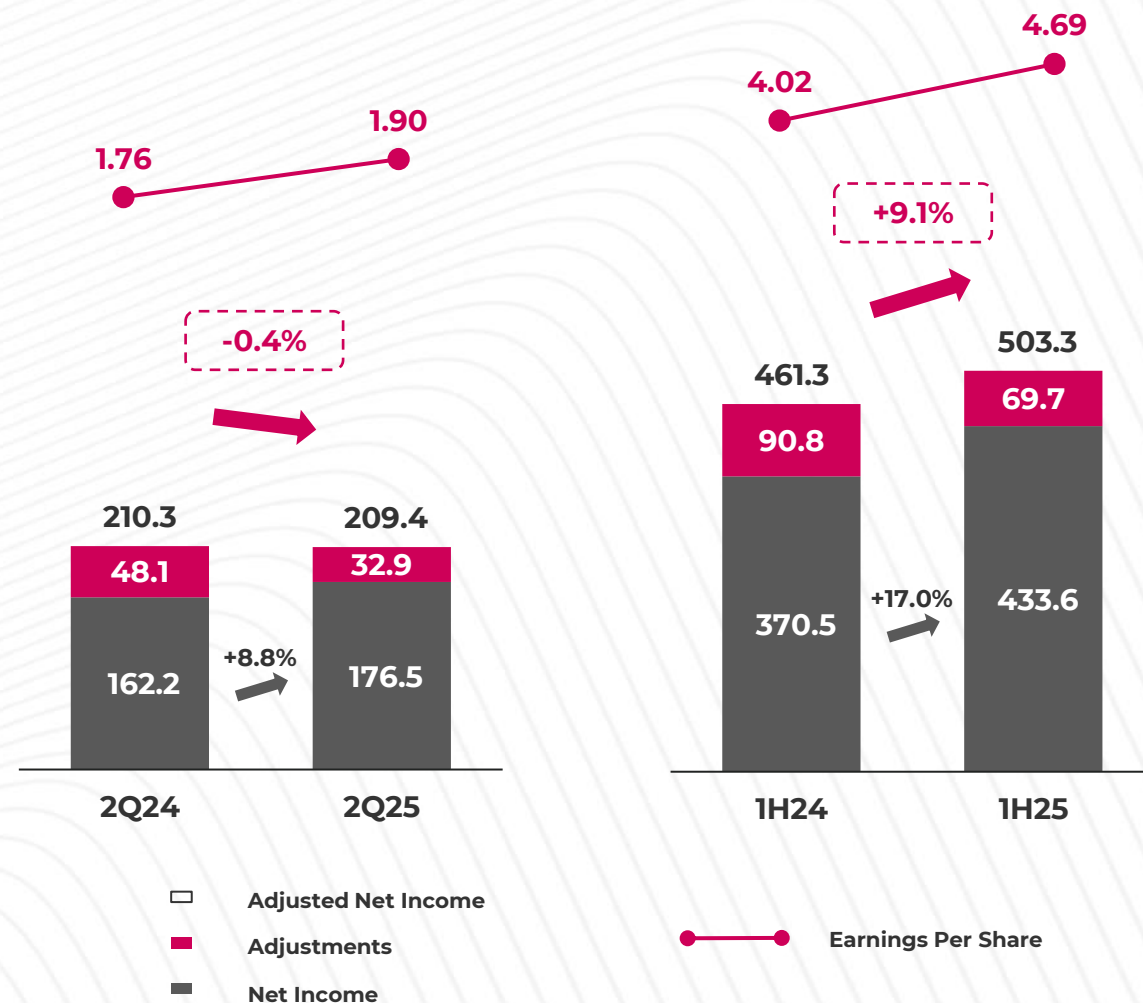 4.69
4.02
1.90
1.76
+9.1%
-0.4%
503.3
461.3
69.7
90.8
210.3
209.4
48.1
32.9
+17.0%
433.6
370.5
+8.8%
162.2
176.5
2Q24
2Q25
1H24
1H25
Adjusted Net Income
Adjustments
Earnings Per Share
Net Income